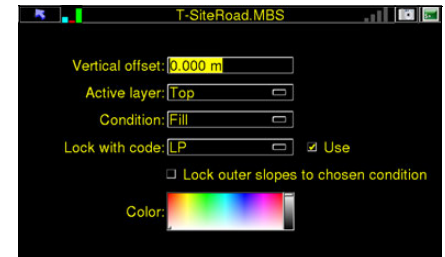 T-SiteRoad.MBS
Vertical offset: 0.000 m
Active layer: Top
Condition: Fill
Lock with code: LP Use
Lock outer slopes to chosen condition
Color: